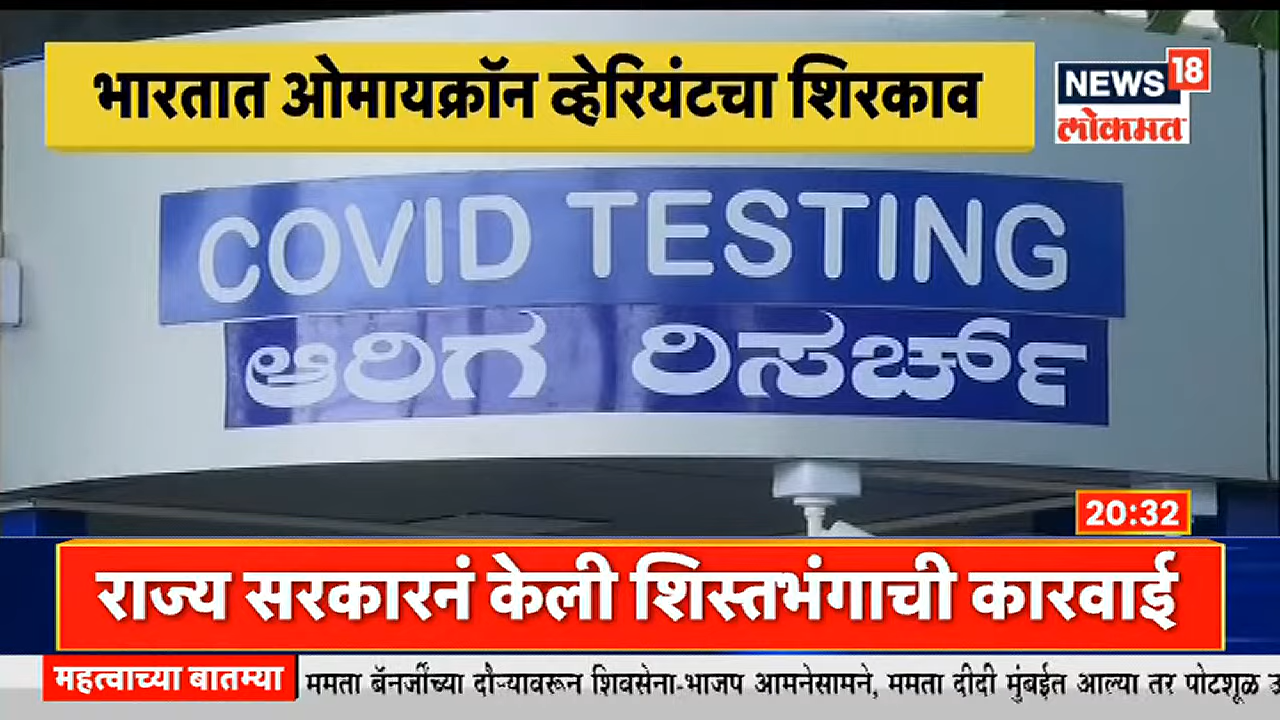 भारतात ओमायक्रॉन व्हेरियंटचा शिरकाव
NEWS 18
लोकमत
COVID TESTING
ಆರಿಗ ರಿಸರ್ಚ್
20:32
राज्य सरकारनं केली शिस्तभंगाची कारवाई
महत्वाच्या बातम्या
ममता बॅनर्जीच्या दौऱ्यावरून शिवसेना-भाजप आमनेसामने, ममता दीदी मुंबईत आल्या तर पोटशूळ